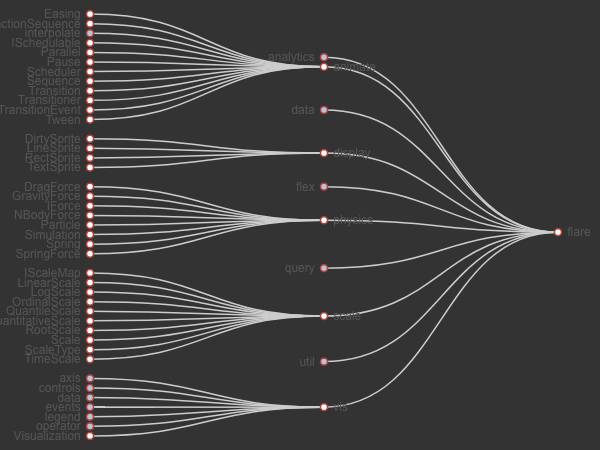 Easing
ctionSequence
interpolate
ISchedulable
Parallel
Pause
Scheduler
Sequence
Transition
Transitioner
TransitionEvent
Tween
DirtySprite
LineSprite
RectSprite
TextSprite
DragForce
GravityForce
IForce
NBodyForce
Particle
Simulation
Spring
SpringForce
IScaleMap
LinearScale
LogScale
OrdinalScale
QuantileScale
uantitativeScale
RootScale
Scale
ScaleType
TimeScale
axis
controls
data
events
legend
operator
Visualization
analytics
animate
data
display
flex
physics
query
scale
util
vis
flare